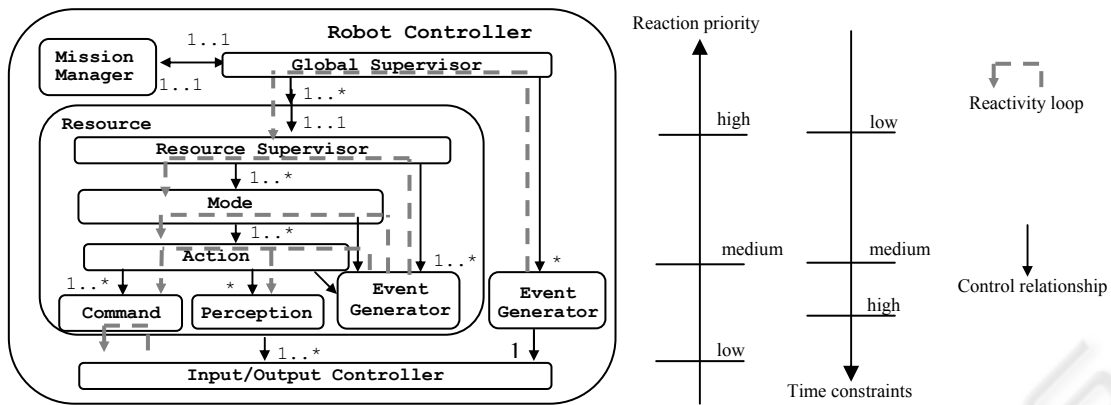 Robot Controller
Mission
Manager
1..1
1..1
Global Supervisor
1..*
1..1
Resource
Resource Supervisor
1..*
Mode
1..*
Action
1..*
*
1..*
*
Command
Perception
Event
Generator
Event
Generator
1..*
1
Input/Output Controller
Reaction priority
high
medium
low
low
medium
high
Time constraints
Reactivity loop
Control relationship